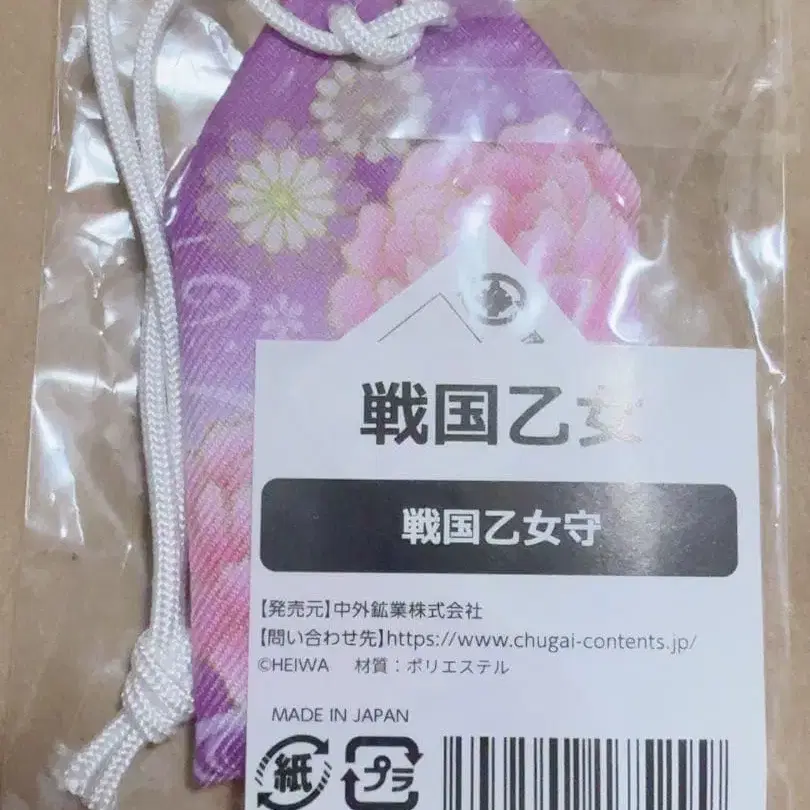 戦国乙女
戦国乙女守
【発売元】中外鉱業株式会社
【問い合わせ先】https://www.chugai-contents.jp/
©HEIWA 材質：ポリエステル
MADE IN JAPAN
紙
プラ